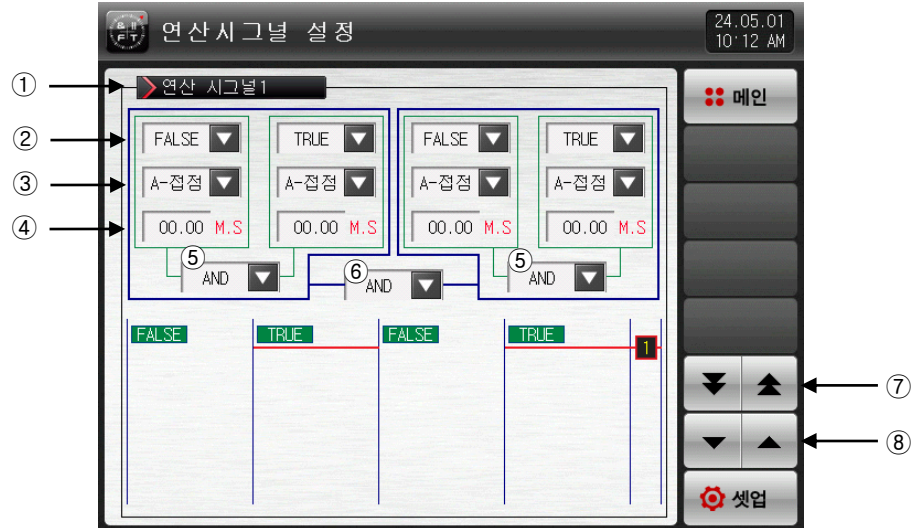 연산시그널 설정
24.05.01
10:12 AM
① 연산 시그널1
메인
② FALSE TRUE FALSE TRUE
③ A-접점 A-접점 A-접점 A-접점
④ 00.00 M.S 00.00 M.S 00.00 M.S 00.00 M.S
⑤ AND ⑥ AND ⑤ AND
FALSE TRUE FALSE TRUE
1
⑦
⑧
셋업